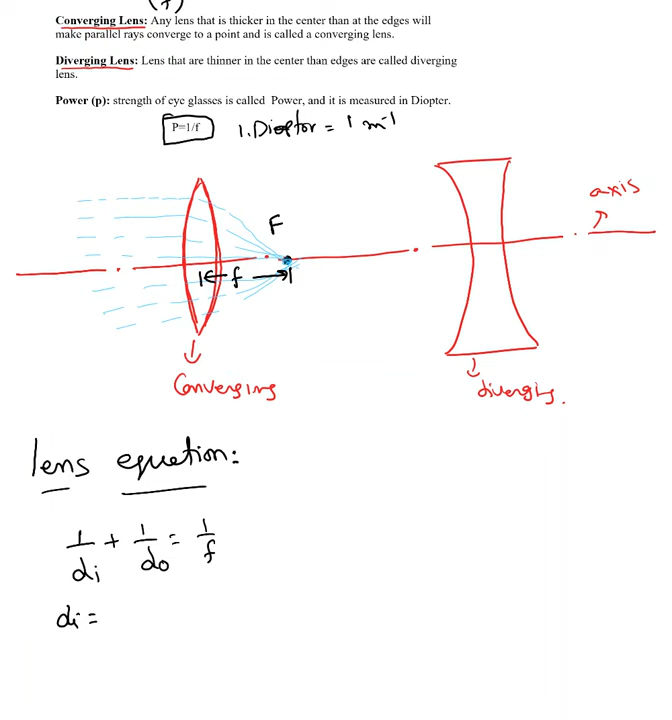 (f)
Converging Lens: Any lens that is thicker in the center than at the edges will
make parallel rays converge to a point and is called a converging lens.
Diverging Lens: Lens that are thinner in the center than edges are called diverging
lens.
Power (p): strength of eye glasses is called Power, and it is measured in Diopter.
P=1/f 1.Dioptor = 1 m⁻¹
axis
F
f
Converging
diverging.
lens equetion:
1/di + 1/do = 1/f
di =